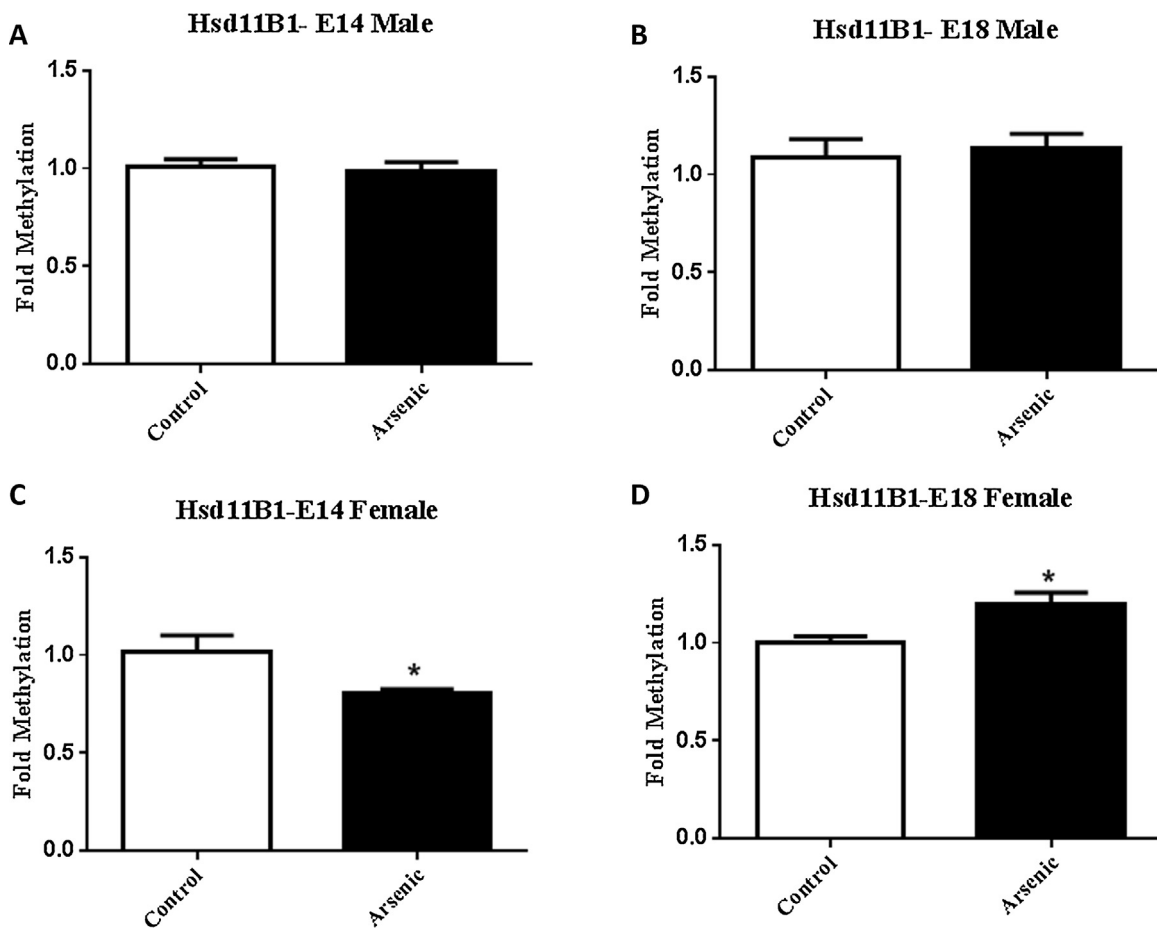 A
Hsd11B1- E14 Male
Fold Methylation
1.5
1.0
0.5
0.0
Control
Arsenic
B
Hsd11B1- E18 Male
Fold Methylation
1.5
1.0
0.5
0.0
Control
Arsenic
C
Hsd11B1-E14 Female
Fold Methylation
1.5
1.0
0.5
0.0
*
Control
Arsenic
D
Hsd11B1-E18 Female
Fold Methylation
1.5
1.0
0.5
0.0
*
Control
Arsenic